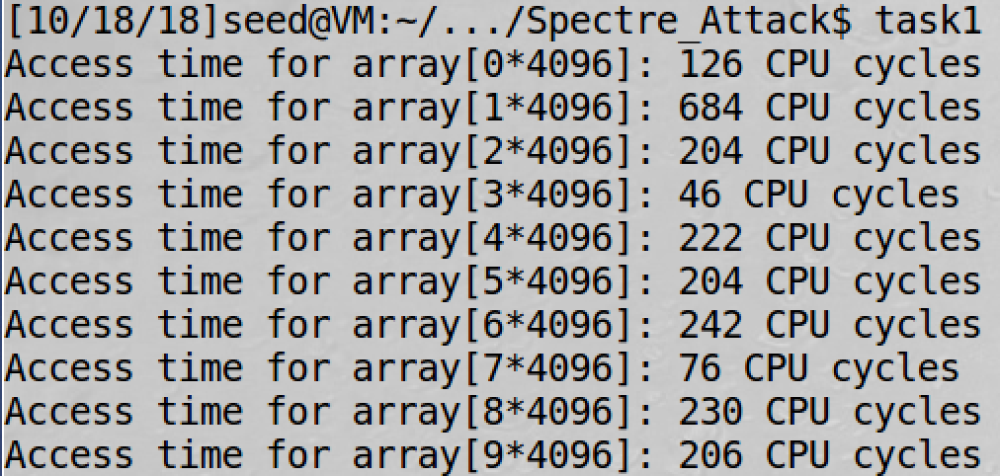 [10/18/18]seed@VM:~/.../Spectre_Attack$ task1
Access time for array[0*4096]: 126 CPU cycles
Access time for array[1*4096]: 684 CPU cycles
Access time for array[2*4096]: 204 CPU cycles
Access time for array[3*4096]: 46 CPU cycles
Access time for array[4*4096]: 222 CPU cycles
Access time for array[5*4096]: 204 CPU cycles
Access time for array[6*4096]: 242 CPU cycles
Access time for array[7*4096]: 76 CPU cycles
Access time for array[8*4096]: 230 CPU cycles
Access time for array[9*4096]: 206 CPU cycles